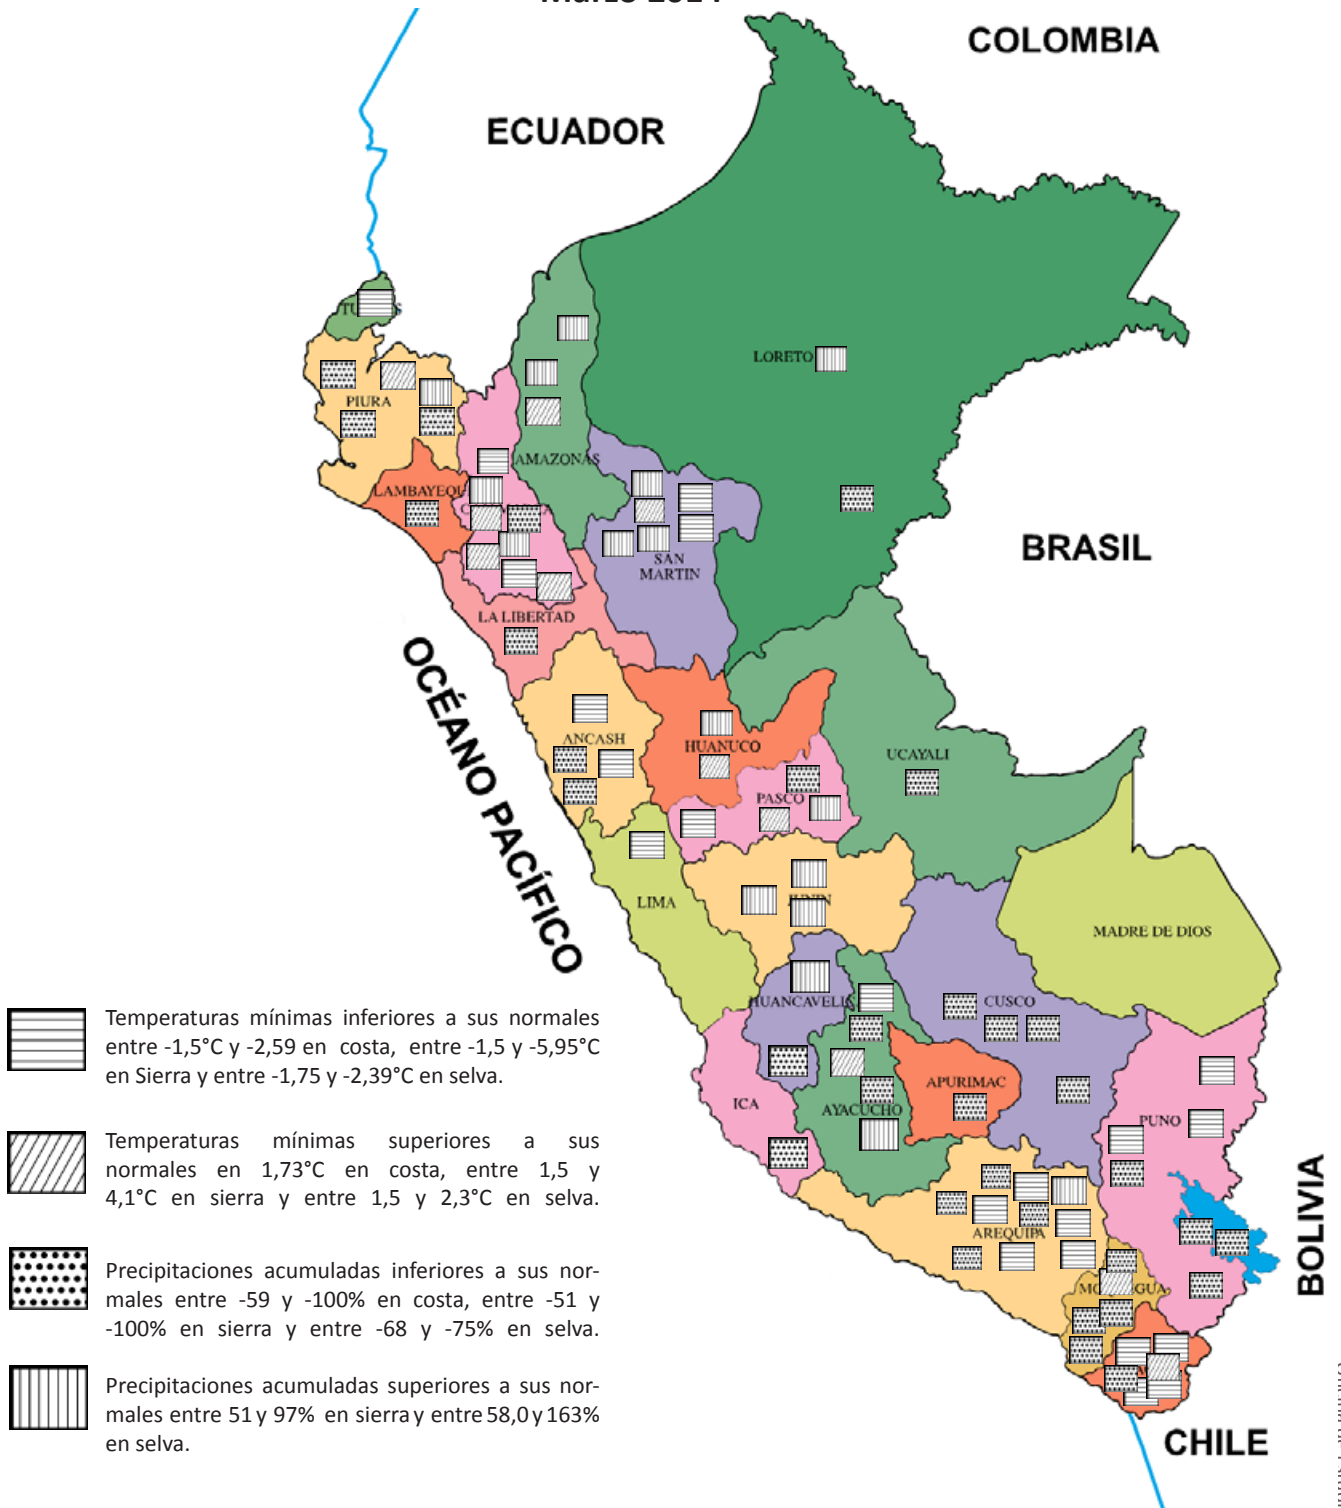 COLOMBIA
ECUADOR
LORETO
PIURA
AMAZONAS
BRASIL
SAN
MARTIN
LA LIBERTAD
OCÉANO PACÍFICO
ANCASH
HUANUCO
UCAYALI
PASCO
LIMA
MADRE DE DIOS
CUSCO
APURIMAC
ICA
AYACUCHO
PUNO
AREQUIPA
BOLIVIA
CHILE
Temperaturas mínimas inferiores a sus normales
entre -1,5°C y -2,59 en costa, entre -1,5 y -5,95°C
en Sierra y entre -1,75 y -2,39°C en selva.
Temperaturas mínimas superiores a sus
normales en 1,73°C en costa, entre 1,5 y
4,1°C en sierra y entre 1,5 y 2,3°C en selva.
Precipitaciones acumuladas inferiores a sus nor-
males entre -59 y -100% en costa, entre -51 y
-100% en sierra y entre -68 y -75% en selva.
Precipitaciones acumuladas superiores a sus nor-
males entre 51 y 97% en sierra y entre 58,0 y 163%
en selva.